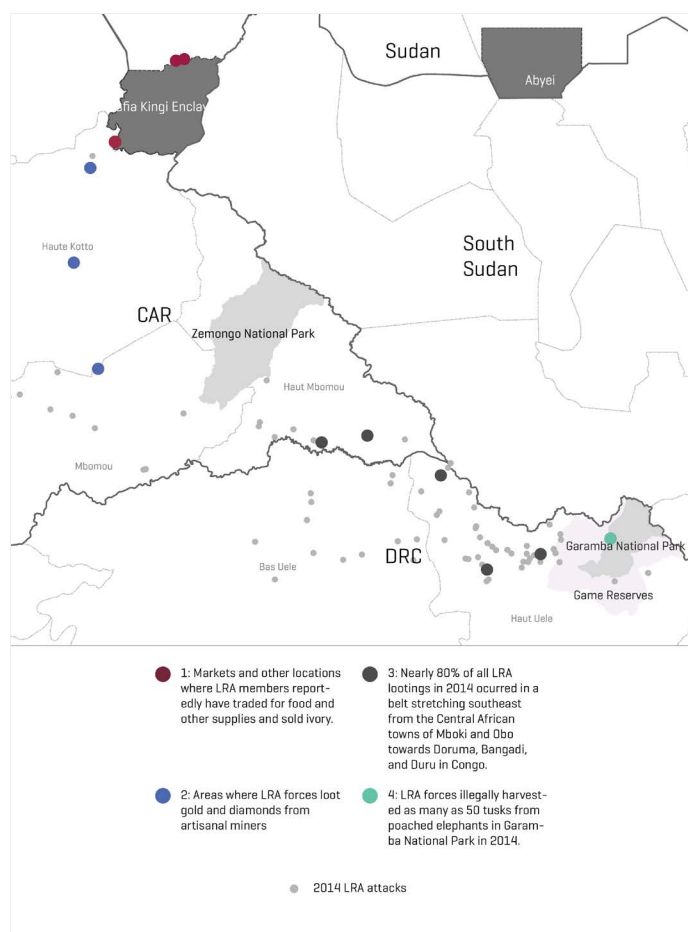 Sudan
Abyei
afia Kingi Enclav
Haute Kotto
South
Sudan
CAR
Zemongo National Park
Haut Mbomou
Mbomou
DRC
Garamba National Park
Bas Uele
Game Reserves
Haut Uele
1: Markets and other locations
where LRA members report-
edly have traded for food and
other supplies and sold ivory.
3: Nearly 80% of all LRA
lootings in 2014 ocurred in a
belt stretching southeast
from the Central African
towns of Mboki and Obo
towards Doruma, Bangadi,
and Duru in Congo.
2: Areas where LRA forces loot
gold and diamonds from
artisanal miners
4: LRA forces illegally harvest-
ed as many as 50 tusks from
poached elephants in Garam-
ba National Park in 2014.
2014 LRA attacks